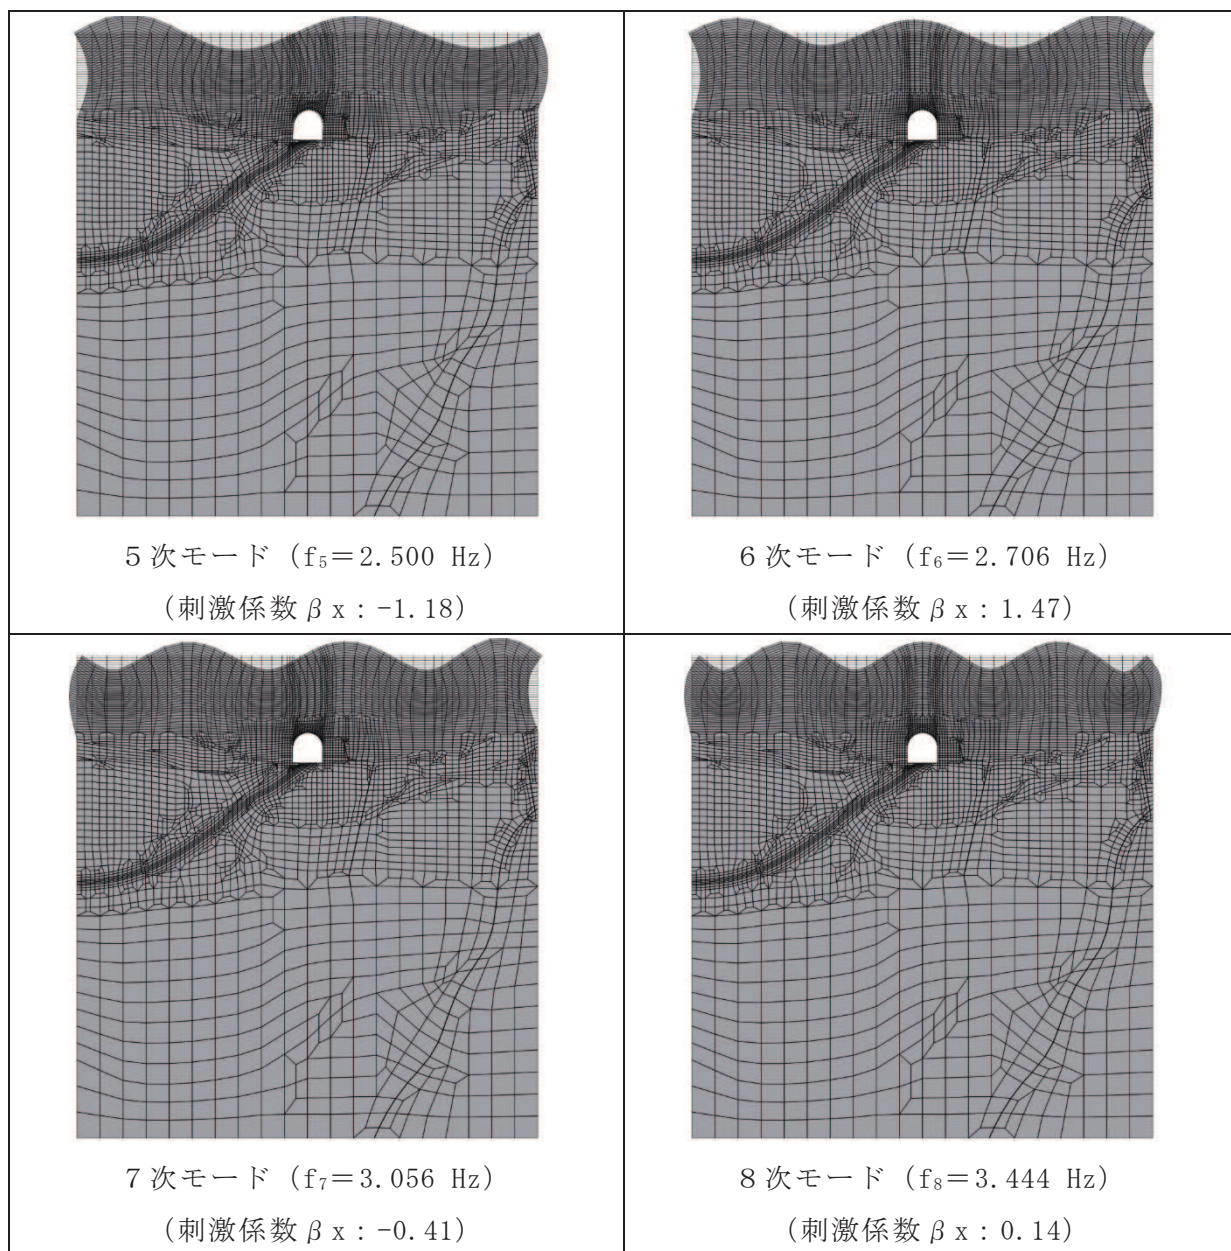 5次モード (f₅=2.500 Hz)
(刺激係数βx:-1.18)
6次モード (f₆=2.706 Hz)
(刺激係数βx:1.47)
7次モード (f₇=3.056 Hz)
(刺激係数βx:-0.41)
8次モード (f₈=3.444 Hz)
(刺激係数βx:0.14)